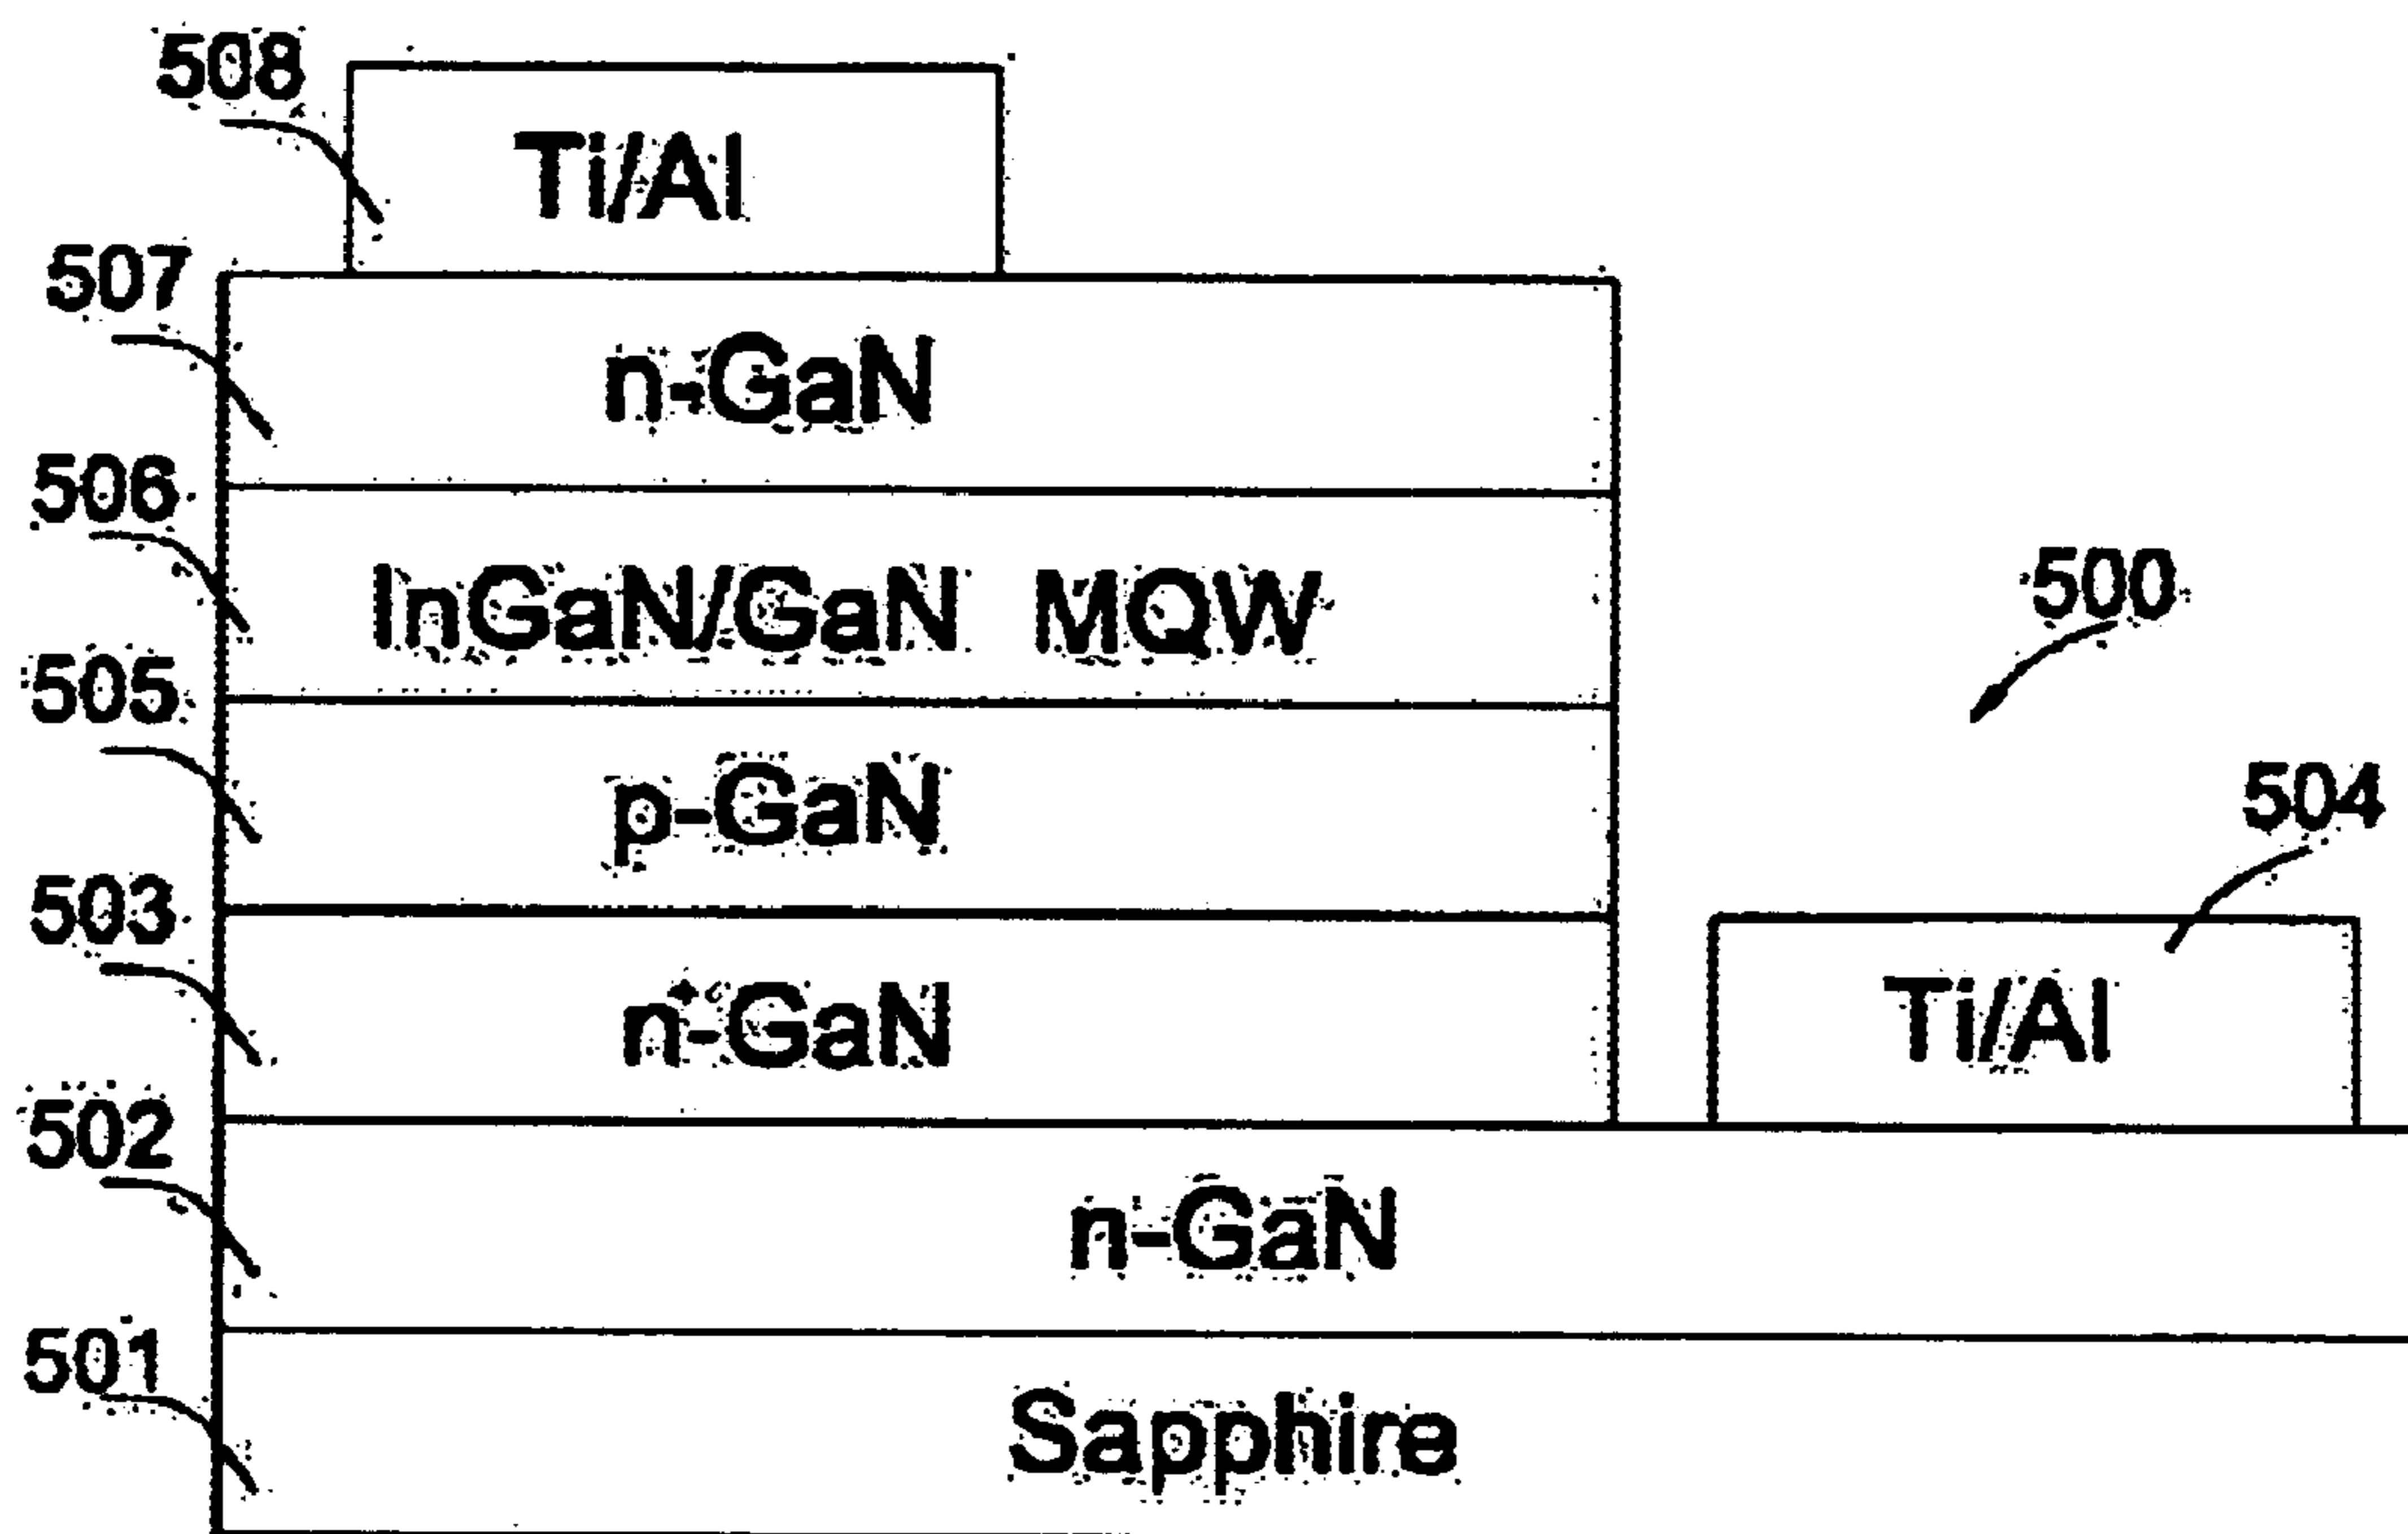 508
Ti/Al
507
n-GaN
506
InGaN/GaN MQW
500
505
p-GaN
504
503
n⁺-GaN
Ti/Al
502
n-GaN
501
Sapphire